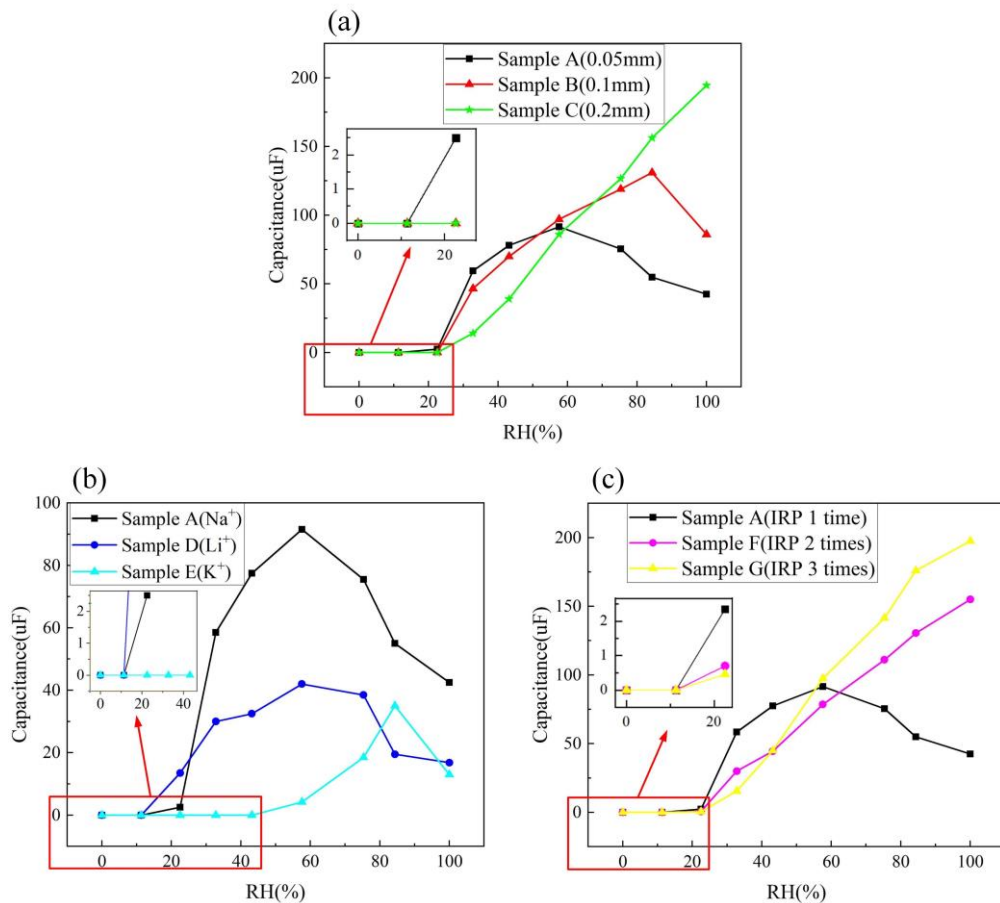 (a)
Sample A(0.05mm)
Sample B(0.1mm)
Sample C(0.2mm)
Capacitance(uF)
200
150
100
50
0
2
1
0
0 20
0 20 40 60 80 100
RH(%)
(b)
Sample A(Na⁺)
Sample D(Li⁺)
Sample E(K⁺)
Capacitance(uF)
100
80
60
40
20
0
2
1
0
0 20 40
0 20 40 60 80 100
RH(%)
(c)
Sample A(IRP 1 time)
Sample F(IRP 2 times)
Sample G(IRP 3 times)
Capacitance(uF)
200
150
100
50
0
2
1
0
0 20
0 20 40 60 80 100
RH(%)